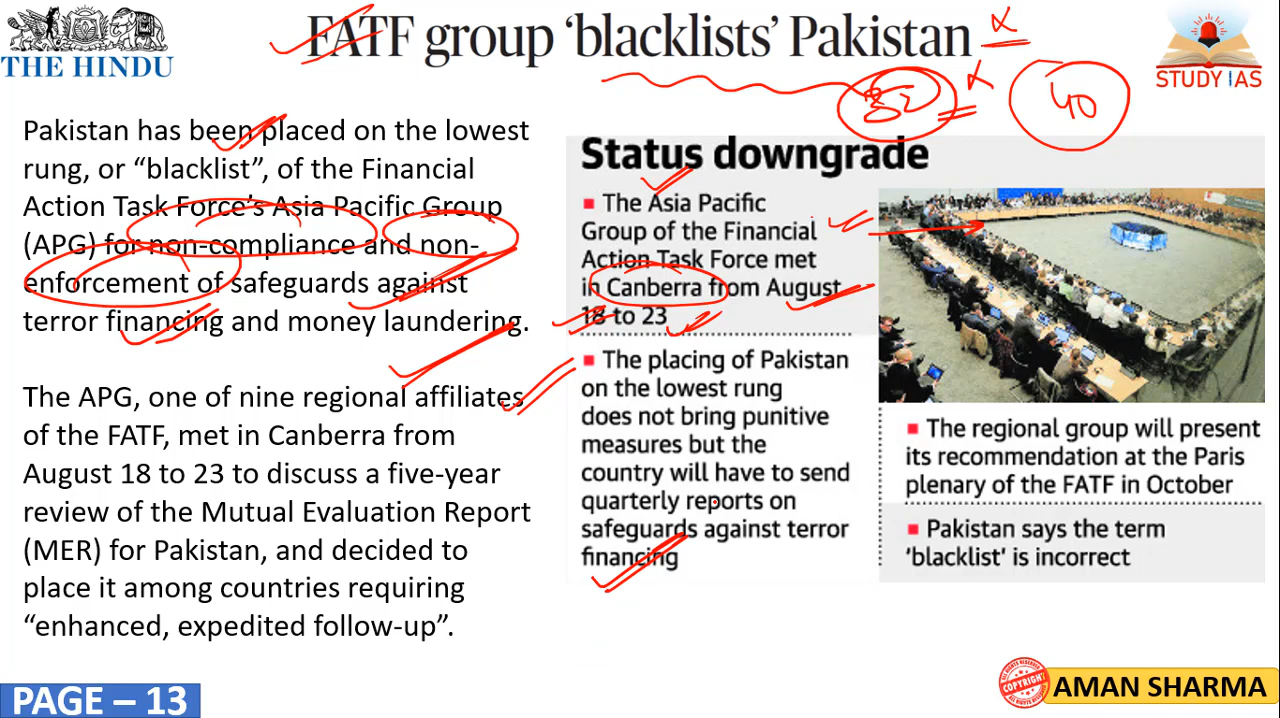 THE HINDU
FATF group ‘blacklists’ Pakistan
STUDY IAS
32
40
Pakistan has been placed on the lowest
rung, or “blacklist”, of the Financial
Action Task Force’s Asia Pacific Group
(APG) for non-compliance and non-
enforcement of safeguards against
terror financing and money laundering.
The APG, one of nine regional affiliates
of the FATF, met in Canberra from
August 18 to 23 to discuss a five-year
review of the Mutual Evaluation Report
(MER) for Pakistan, and decided to
place it among countries requiring
“enhanced, expedited follow-up”.
Status downgrade
The Asia Pacific
Group of the Financial
Action Task Force met
in Canberra from August
18 to 23
The placing of Pakistan
on the lowest rung
does not bring punitive
measures but the
country will have to send
quarterly reports on
safeguards against terror
financing
The regional group will present
its recommendation at the Paris
plenary of the FATF in October
Pakistan says the term
‘blacklist’ is incorrect
PAGE – 13
COPYRIGHT
AMAN SHARMA